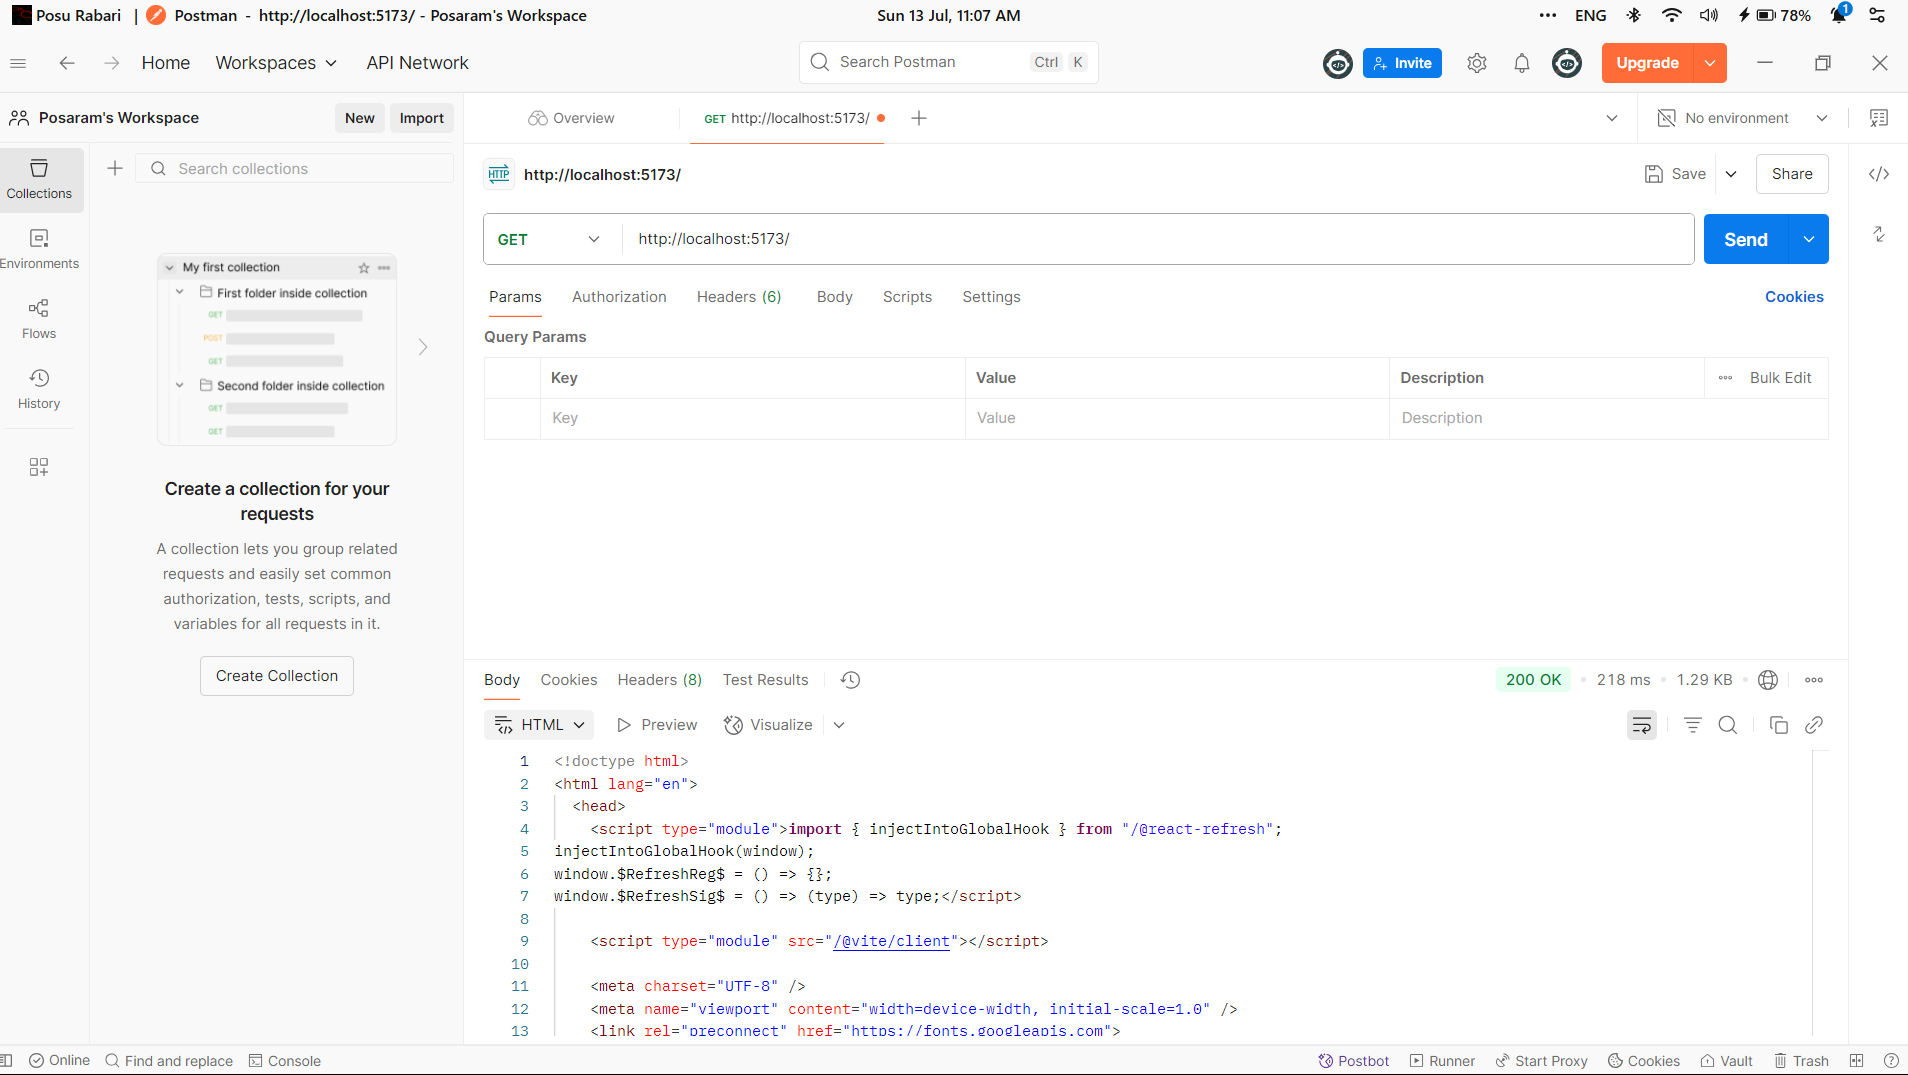 Posu Rabari | Postman - http://localhost:5173/ - Posaram's Workspace
Sun 13 Jul, 11:07 AM
ENG
78%
1
Home
Workspaces
API Network
Search Postman
Ctrl K
Invite
Upgrade
Posaram's Workspace
New
Import
Overview
GET http://localhost:5173/
No environment
Collections
Search collections
HTTP http://localhost:5173/
Save
Share
Environments
Flows
History
My first collection
First folder inside collection
GET
POST
GET
Second folder inside collection
GET
GET
Create a collection for your
requests
A collection lets you group related
requests and easily set common
authorization, tests, scripts, and
variables for all requests in it.
Create Collection
GET
http://localhost:5173/
Send
Params
Authorization
Headers (6)
Body
Scripts
Settings
Cookies
Query Params
Key
Value
Description
Bulk Edit
Key
Value
Description
Body
Cookies
Headers (8)
Test Results
200 OK
218 ms
1.29 KB
HTML
Preview
Visualize
1 <!doctype html>
2 <html lang="en">
3 <head>
4 <script type="module">import { injectIntoGlobalHook } from "/@react-refresh";
5 injectIntoGlobalHook(window);
6 window.$RefreshReg$ = () => {};
7 window.$RefreshSig$ = () => (type) => type;</script>
8
9 <script type="module" src="/@vite/client"></script>
10
11 <meta charset="UTF-8" />
12 <meta name="viewport" content="width=device-width, initial-scale=1.0" />
13 <link rel="preconnect" href="https://fonts.googleapis.com">
Online
Find and replace
Console
Postbot
Runner
Start Proxy
Cookies
Vault
Trash